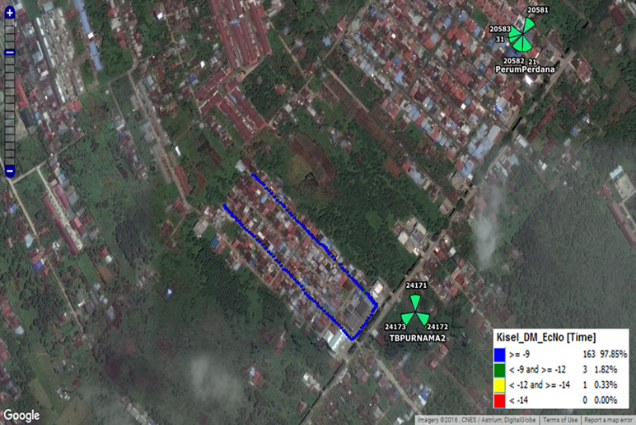 20581
20583
31
20582 21
PerumPerdana
24171
24173 24172
TBPURNAMA2
Kisel_DM_EcNo [Time]
>= -9 163 97.85%
< -9 and >= -12 3 1.82%
< -12 and >= -14 1 0.33%
< -14 0 0.00%
Google
Imagery ©2016 , CNES / Astrium, DigitalGlobe Terms of Use Report a map error